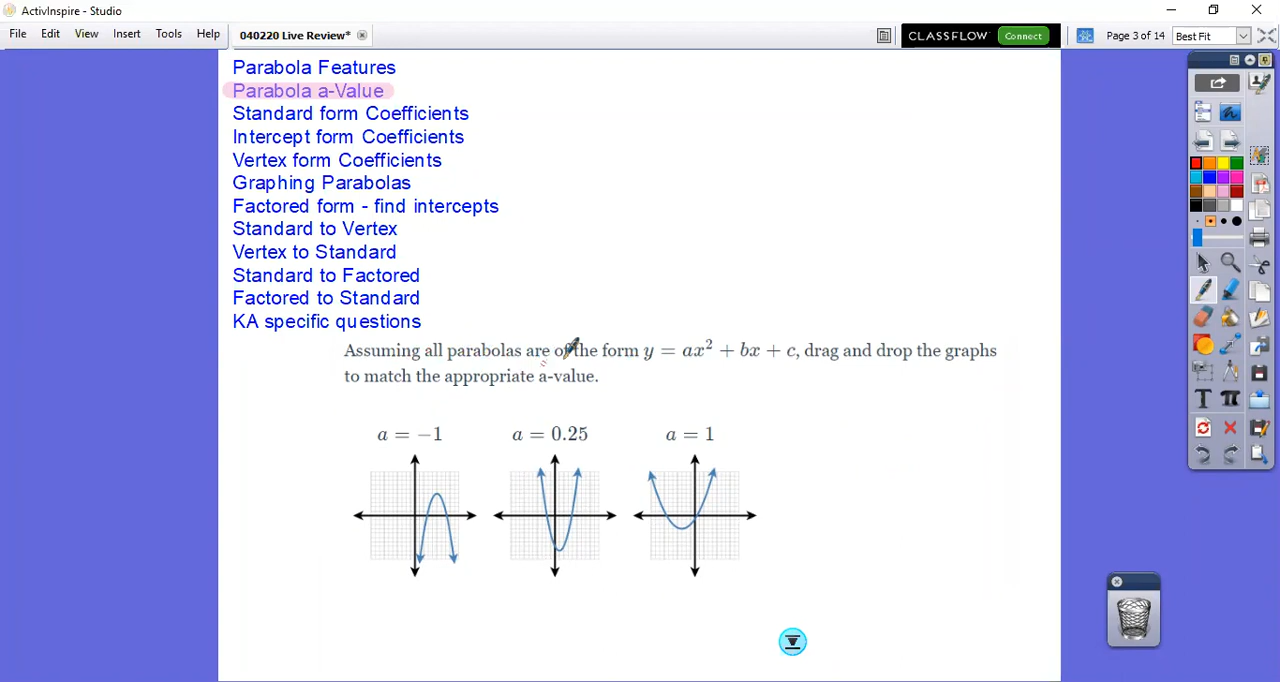 ActivInspire - Studio
File Edit View Insert Tools Help 040220 Live Review* CLASSFLOW Connect Page 3 of 14 Best Fit
Parabola Features
Parabola a-Value
Standard form Coefficients
Intercept form Coefficients
Vertex form Coefficients
Graphing Parabolas
Factored form - find intercepts
Standard to Vertex
Vertex to Standard
Standard to Factored
Factored to Standard
KA specific questions
Assuming all parabolas are of the form y = ax² + bx + c, drag and drop the graphs
to match the appropriate a-value.
a = −1 a = 0.25 a = 1